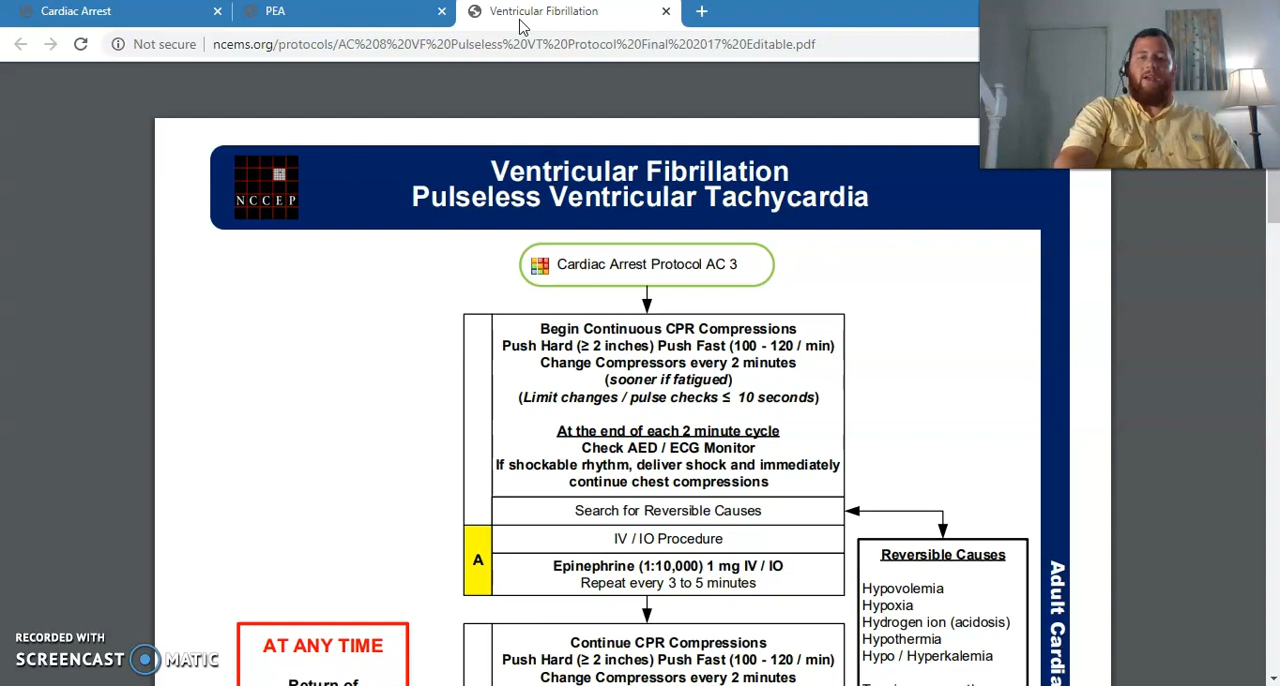 Cardiac Arrest
PEA
Ventricular Fibrillation
Not secure
ncems.org/protocols/AC%208%20VF%20Pulseless%20VT%20Protocol%20Final%202017%20Editable.pdf
NCCEP
Ventricular Fibrillation
Pulseless Ventricular Tachycardia
Cardiac Arrest Protocol AC 3
Begin Continuous CPR Compressions
Push Hard (≥ 2 inches) Push Fast (100 - 120 / min)
Change Compressors every 2 minutes
(sooner if fatigued)
(Limit changes / pulse checks ≤ 10 seconds)
At the end of each 2 minute cycle
Check AED / ECG Monitor
If shockable rhythm, deliver shock and immediately
continue chest compressions
Search for Reversible Causes
A
IV / IO Procedure
Epinephrine (1:10,000) 1 mg IV / IO
Repeat every 3 to 5 minutes
Reversible Causes
Hypovolemia
Hypoxia
Hydrogen ion (acidosis)
Hypothermia
Hypo / Hyperkalemia
Adult Cardia
AT ANY TIME
Return of
Continue CPR Compressions
Push Hard (≥ 2 inches) Push Fast (100 - 120 / min)
Change Compressors every 2 minutes
RECORDED WITH
SCREENCAST MATIC